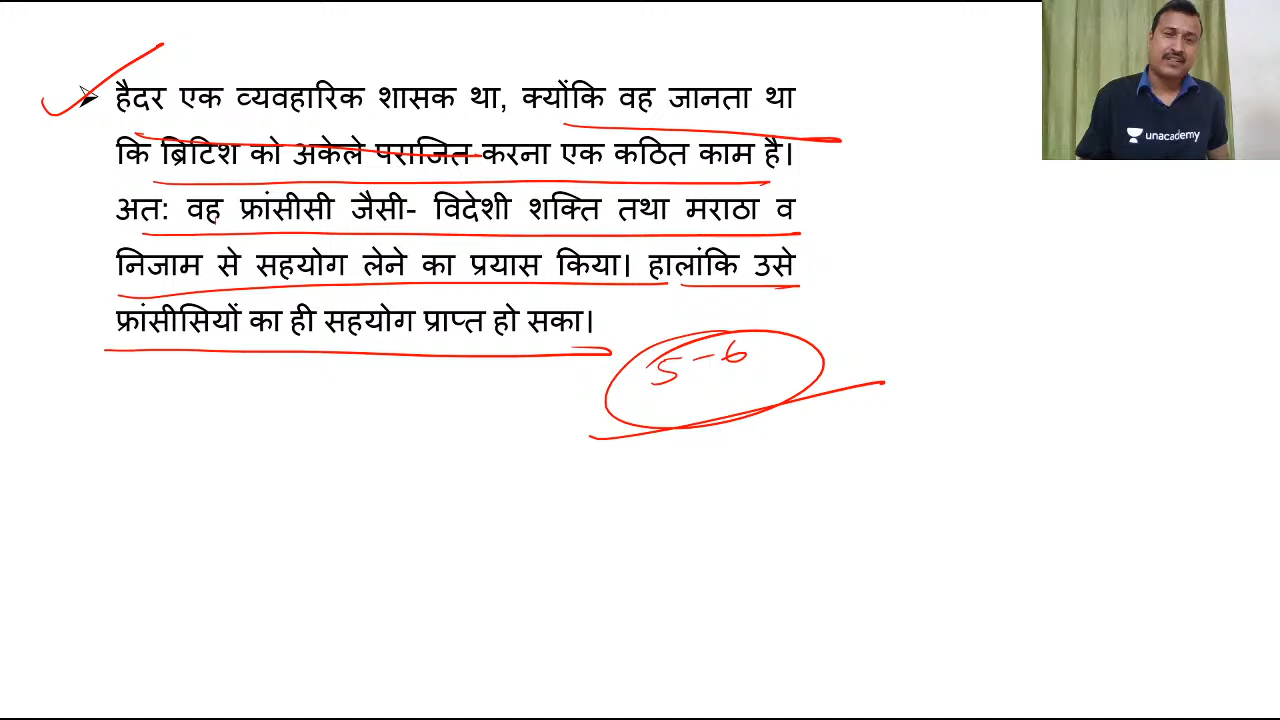 हैदर एक व्यवहारिक शासक था, क्योंकि वह जानता था
कि ब्रिटिश को अकेले पराजित करना एक कठित काम है।
अत: वह फ्रांसीसी जैसी- विदेशी शक्ति तथा मराठा व
निजाम से सहयोग लेने का प्रयास किया। हालांकि उसे
फ्रांसीसियों का ही सहयोग प्राप्त हो सका।
5-6
unacademy